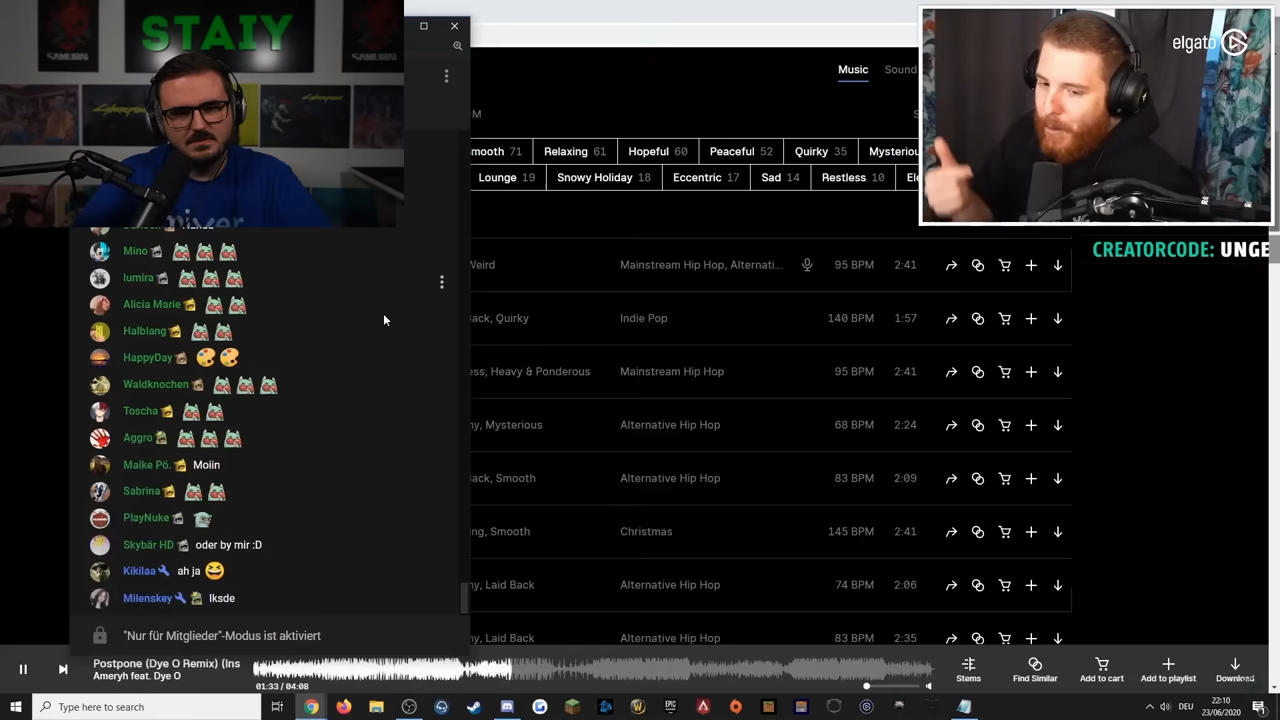 STAIY
elgato
Music Sound
M S
mooth 71 Relaxing 61 Hopeful 60 Peaceful 52 Quirky 35 Mysteriou
Lounge 19 Snowy Holiday 18 Eccentric 17 Sad 14 Restless 10 Ele
CREATORCODE: UNGE
Mino
lumira
Alicia Marie
Halblang
HappyDay
Waldknochen
Toscha
Aggro
Maike Pö. Moiin
Sabrina
PlayNuke
Skybär HD oder by mir :D
Kikilaa ah ja
Milenskey lksde
"Nur für Mitglieder"-Modus ist aktiviert
Weird Mainstream Hip Hop, Alternati... 95 BPM 2:41
Back, Quirky Indie Pop 140 BPM 1:57
ess, Heavy & Ponderous Mainstream Hip Hop 95 BPM 2:41
ny, Mysterious Alternative Hip Hop 68 BPM 2:24
Back, Smooth Alternative Hip Hop 83 BPM 2:09
ng, Smooth Christmas 145 BPM 2:41
ny, Laid Back Alternative Hip Hop 74 BPM 2:06
ny, Laid Back Alternative Hip Hop 83 BPM 2:35
Postpone (Dye O Remix) (Ins
Ameryh feat. Dye O
01:33 / 04:08
Stems Find Similar Add to cart Add to playlist Download
Type here to search
DEU
22:10
23/06/2020